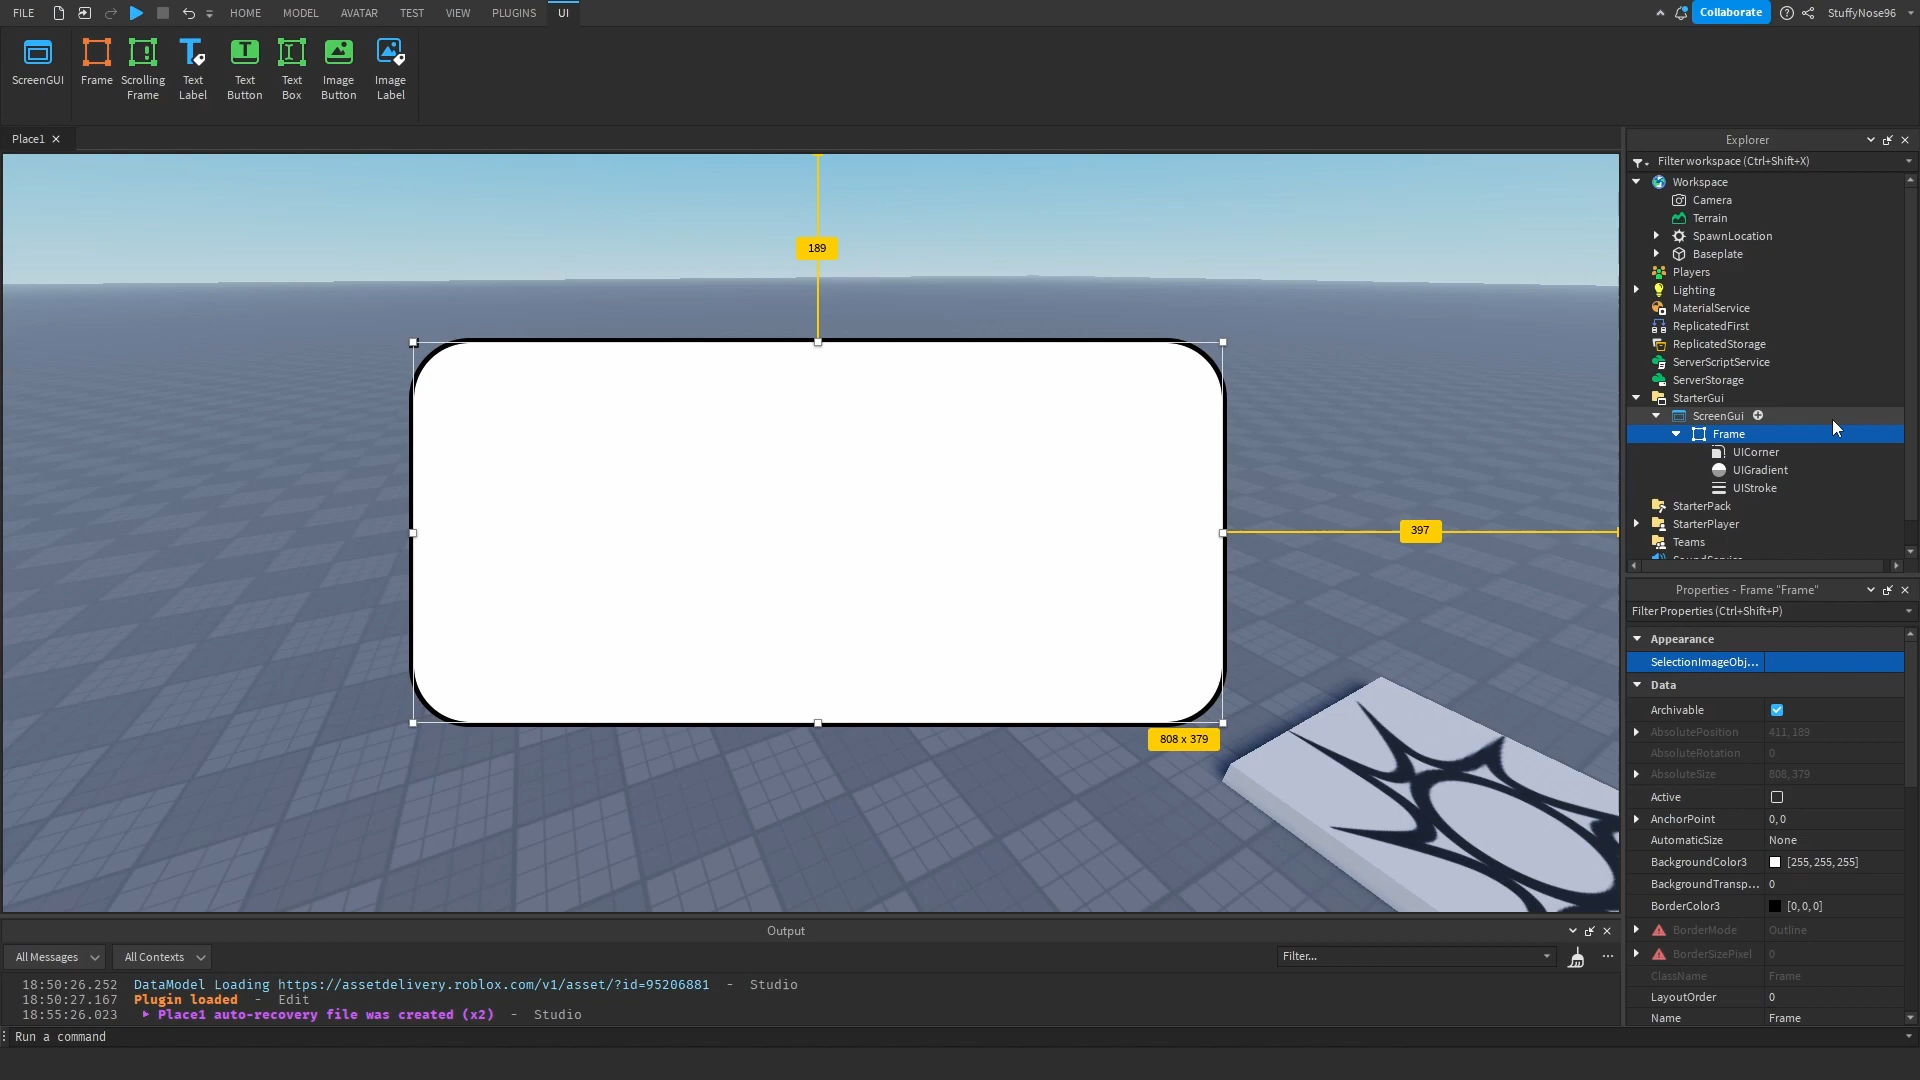 FILE HOME MODEL AVATAR TEST VIEW PLUGINS UI Collaborate StuffyNose96
ScreenGUI Frame Scrolling Frame Text Label Text Button Text Box Image Button Image Label
Place1
Explorer
Filter workspace (Ctrl+Shift+X)
Workspace
Camera
Terrain
SpawnLocation
Baseplate
Players
Lighting
MaterialService
ReplicatedFirst
ReplicatedStorage
ServerScriptService
ServerStorage
StarterGui
ScreenGui
Frame
UICorner
UIGradient
UIStroke
StarterPack
StarterPlayer
Teams
189
397
808 x 379
Properties - Frame "Frame"
Filter Properties (Ctrl+Shift+P)
Appearance
SelectionImageObj...
Data
Archivable
AbsolutePosition 411, 189
AbsoluteRotation 0
AbsoluteSize 808, 379
Active
AnchorPoint 0, 0
AutomaticSize None
BackgroundColor3 [255, 255, 255]
BackgroundTransp... 0
BorderColor3 [0, 0, 0]
BorderMode Outline
BorderSizePixel 0
ClassName Frame
LayoutOrder 0
Name Frame
Output
All Messages All Contexts Filter...
18:50:26.252 DataModel Loading https://assetdelivery.roblox.com/v1/asset/?id=95206881 - Studio
18:50:27.167 Plugin loaded - Edit
18:55:26.023 Place1 auto-recovery file was created (x2) - Studio
Run a command